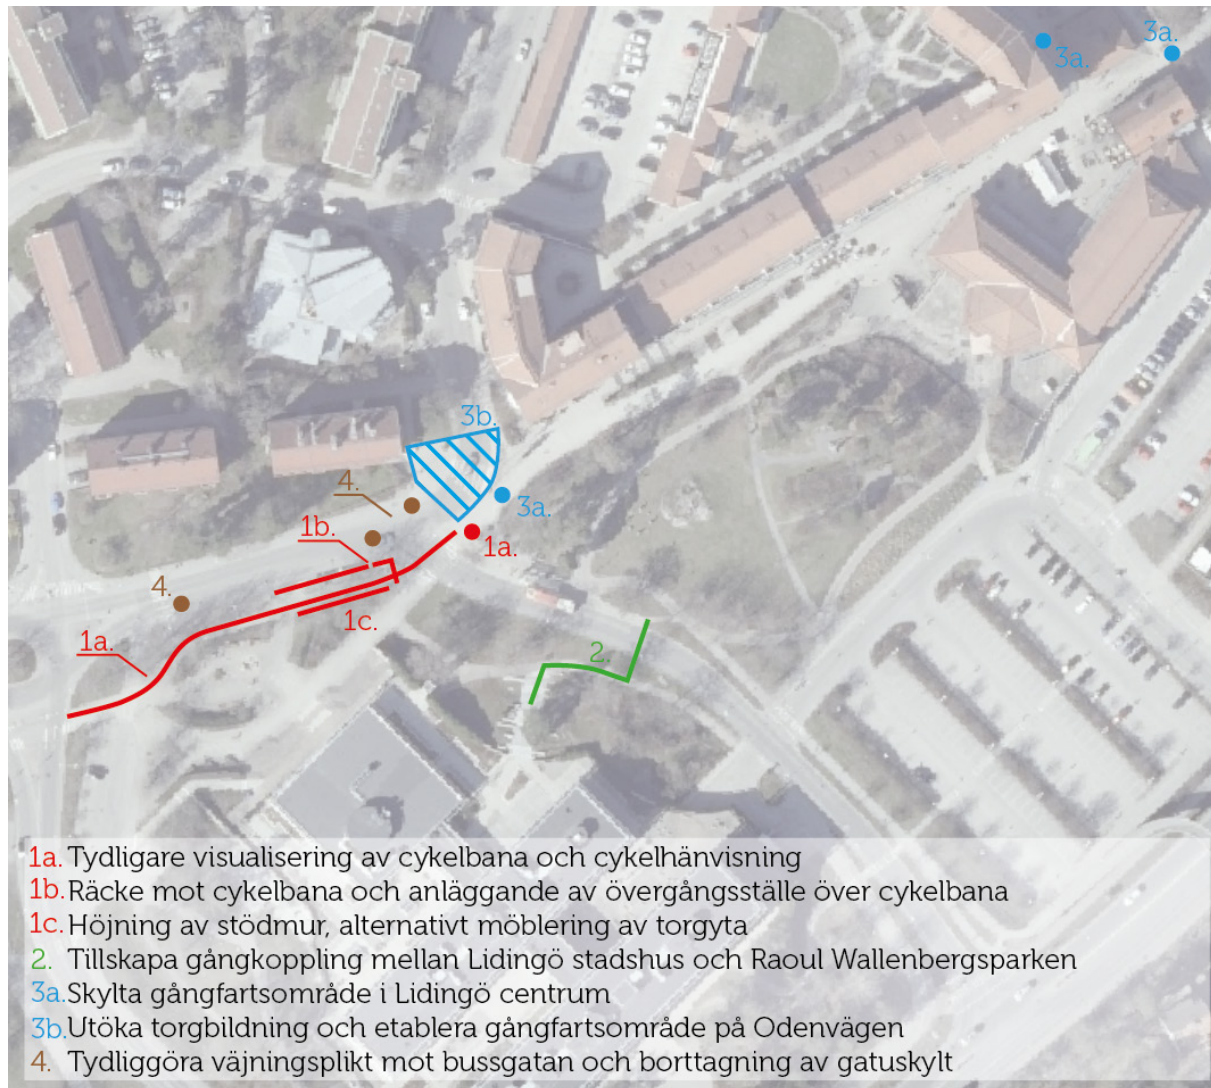 3a.
3a.
3b.
4.
3a.
1b.
1a.
4.
1c.
1a.
2.
1a. Tydligare visualisering av cykelbana och cykelhänvisning
1b. Räcke mot cykelbana och anläggande av övergångsställe över cykelbana
1c. Höjning av stödmur, alternativt möblering av torgyta
2. Tillskapa gångkoppling mellan Lidingö stadshus och Raoul Wallenbergsparken
3a. Skylta gångfartsområde i Lidingö centrum
3b. Utöka torgbildning och etablera gångfartsområde på Odenvägen
4. Tydliggöra väjningsplikt mot bussgatan och borttagning av gatuskylt